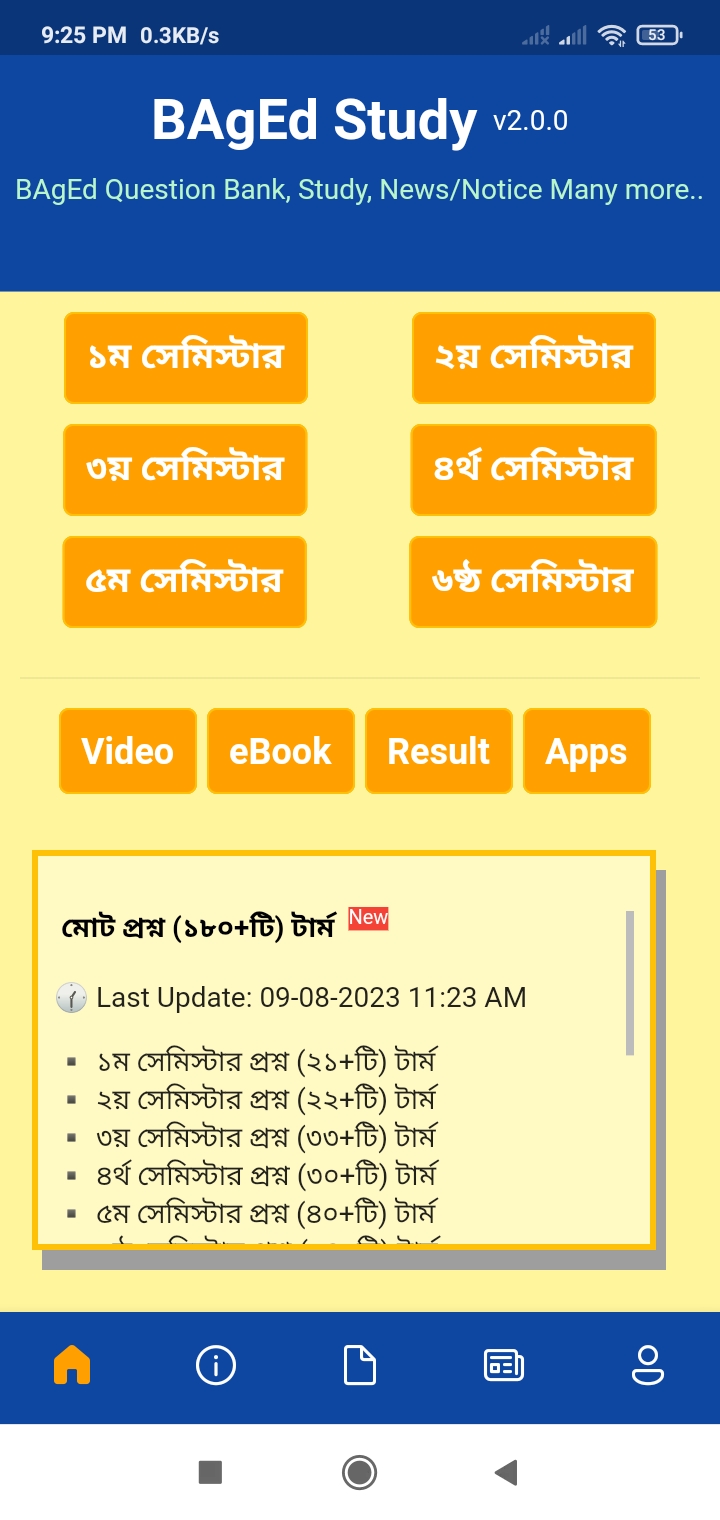 9:25 PM 0.3KB/s 53
BAgEd Study v2.0.0
BAgEd Question Bank, Study, News/Notice Many more..
১ম সেমিস্টার ২য় সেমিস্টার
৩য় সেমিস্টার ৪র্থ সেমিস্টার
৫ম সেমিস্টার ৬ষ্ঠ সেমিস্টার
Video eBook Result Apps
মোট প্রশ্ন (১৮০+টি) টার্ম New
Last Update: 09-08-2023 11:23 AM
▪ ১ম সেমিস্টার প্রশ্ন (২১+টি) টার্ম
▪ ২য় সেমিস্টার প্রশ্ন (২২+টি) টার্ম
▪ ৩য় সেমিস্টার প্রশ্ন (৩৩+টি) টার্ম
▪ ৪র্থ সেমিস্টার প্রশ্ন (৩০+টি) টার্ম
▪ ৫ম সেমিস্টার প্রশ্ন (৪০+টি) টার্ম